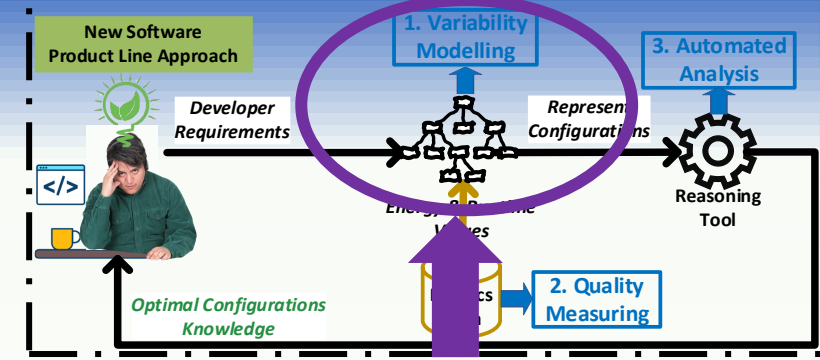 New Software
Product Line Approach
1. Variability
Modelling
3. Automated
Analysis
Developer
Requirements
Represent
Configurations
</>
Reasoning
Tool
2. Quality
Measuring
Optimal Configurations
Knowledge